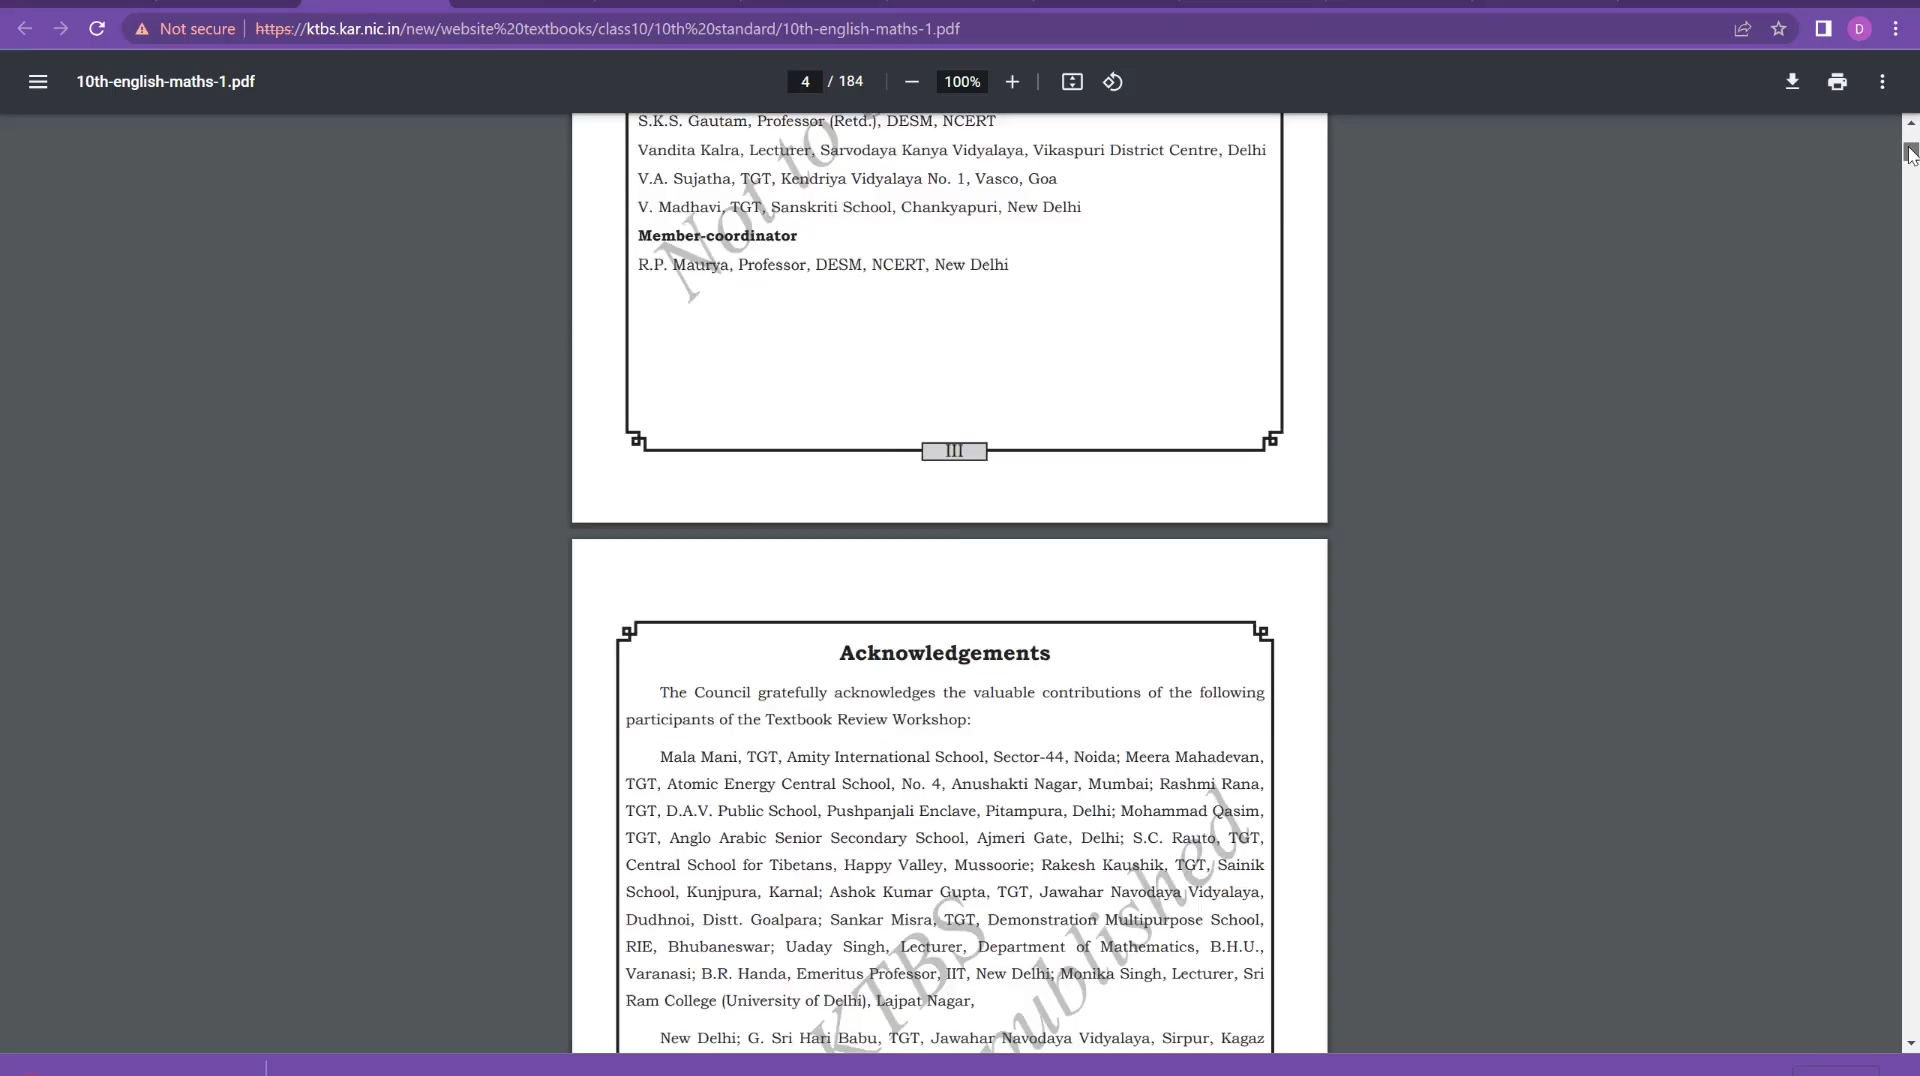 Not secure
https://ktbs.kar.nic.in/new/website%20textbooks/class10/10th%20standard/10th-english-maths-1.pdf
D
10th-english-maths-1.pdf
4 / 184
100%
S.K.S. Gautam, Professor (Retd.), DESM, NCERT
Vandita Kalra, Lecturer, Sarvodaya Kanya Vidyalaya, Vikaspuri District Centre, Delhi
V.A. Sujatha, TGT, Kendriya Vidyalaya No. 1, Vasco, Goa
V. Madhavi, TGT, Sanskriti School, Chankyapuri, New Delhi
Member-coordinator
R.P. Maurya, Professor, DESM, NCERT, New Delhi
Not to
III
Acknowledgements
The Council gratefully acknowledges the valuable contributions of the following
participants of the Textbook Review Workshop:
Mala Mani, TGT, Amity International School, Sector-44, Noida; Meera Mahadevan,
TGT, Atomic Energy Central School, No. 4, Anushakti Nagar, Mumbai; Rashmi Rana,
TGT, D.A.V. Public School, Pushpanjali Enclave, Pitampura, Delhi; Mohammad Qasim,
TGT, Anglo Arabic Senior Secondary School, Ajmeri Gate, Delhi; S.C. Rauto, TGT,
Central School for Tibetans, Happy Valley, Mussoorie; Rakesh Kaushik, TGT, Sainik
School, Kunjpura, Karnal; Ashok Kumar Gupta, TGT, Jawahar Navodaya Vidyalaya,
Dudhnoi, Distt. Goalpara; Sankar Misra, TGT, Demonstration Multipurpose School,
RIE, Bhubaneswar; Uaday Singh, Lecturer, Department of Mathematics, B.H.U.,
Varanasi; B.R. Handa, Emeritus Professor, IIT, New Delhi; Monika Singh, Lecturer, Sri
Ram College (University of Delhi), Lajpat Nagar,
New Delhi; G. Sri Hari Babu, TGT, Jawahar Navodaya Vidyalaya, Sirpur, Kagaz
KTBS
published